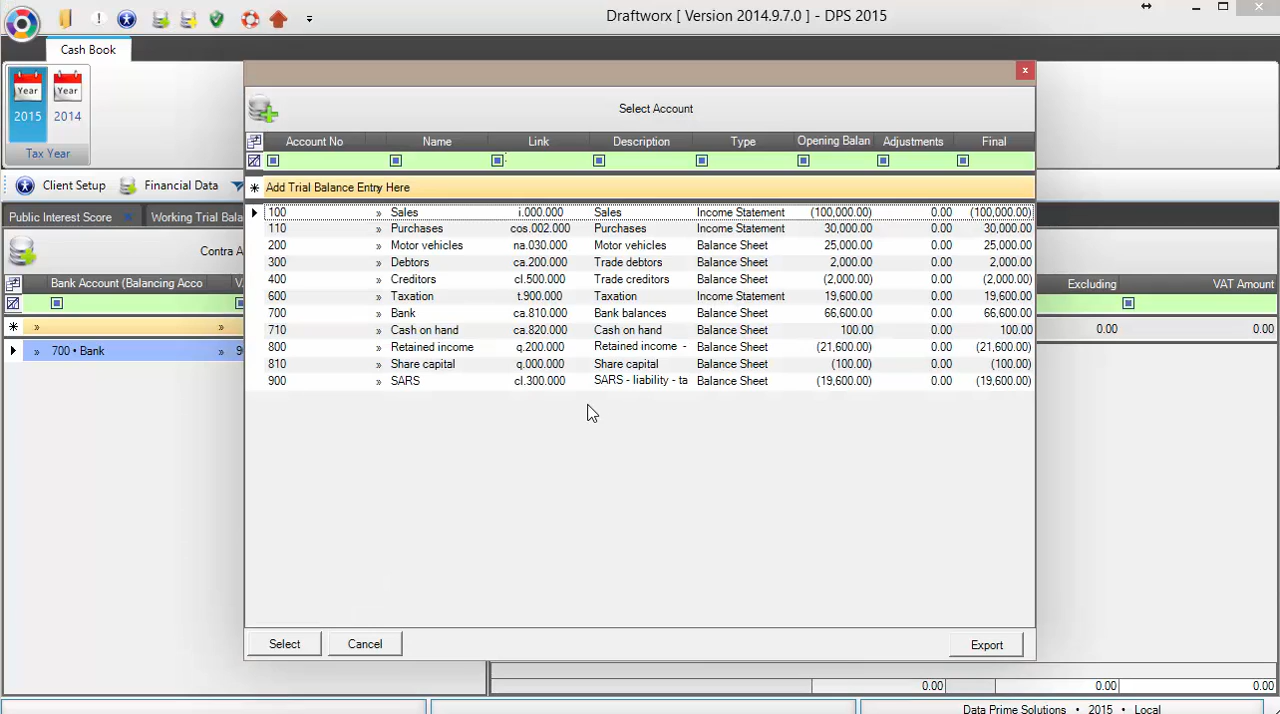 Draftworx [ Version 2014.9.7.0 ] - DPS 2015
Cash Book
Year Year
2015 2014
Tax Year
Client Setup Financial Data
Public Interest Score Working Trial Bala
Contra A
Bank Account (Balancing Acco V Excluding VAT Amount
» » 0.00 0.00
» 700 • Bank » 9
Select Account
Account No Name Link Description Type Opening Balan Adjustments Final
Add Trial Balance Entry Here
100 » Sales i.000.000 Sales Income Statement (100,000.00) 0.00 (100,000.00)
110 » Purchases cos.002.000 Purchases Income Statement 30,000.00 0.00 30,000.00
200 » Motor vehicles na.030.000 Motor vehicles Balance Sheet 25,000.00 0.00 25,000.00
300 » Debtors ca.200.000 Trade debtors Balance Sheet 2,000.00 0.00 2,000.00
400 » Creditors cl.500.000 Trade creditors Balance Sheet (2,000.00) 0.00 (2,000.00)
600 » Taxation t.900.000 Taxation Income Statement 19,600.00 0.00 19,600.00
700 » Bank ca.810.000 Bank balances Balance Sheet 66,600.00 0.00 66,600.00
710 » Cash on hand ca.820.000 Cash on hand Balance Sheet 100.00 0.00 100.00
800 » Retained income q.200.000 Retained income - Balance Sheet (21,600.00) 0.00 (21,600.00)
810 » Share capital q.000.000 Share capital Balance Sheet (100.00) 0.00 (100.00)
900 » SARS cl.300.000 SARS - liability - ta Balance Sheet (19,600.00) 0.00 (19,600.00)
Select Cancel Export
0.00 0.00 0.00
Data Prime Solutions • 2015 • Local